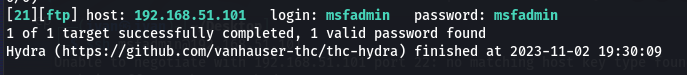 [21][ftp] host: 192.168.51.101   login: msfadmin   password: msfadmin
1 of 1 target successfully completed, 1 valid password found
Hydra (https://github.com/vanhauser-thc/thc-hydra) finished at 2023-11-02 19:30:09